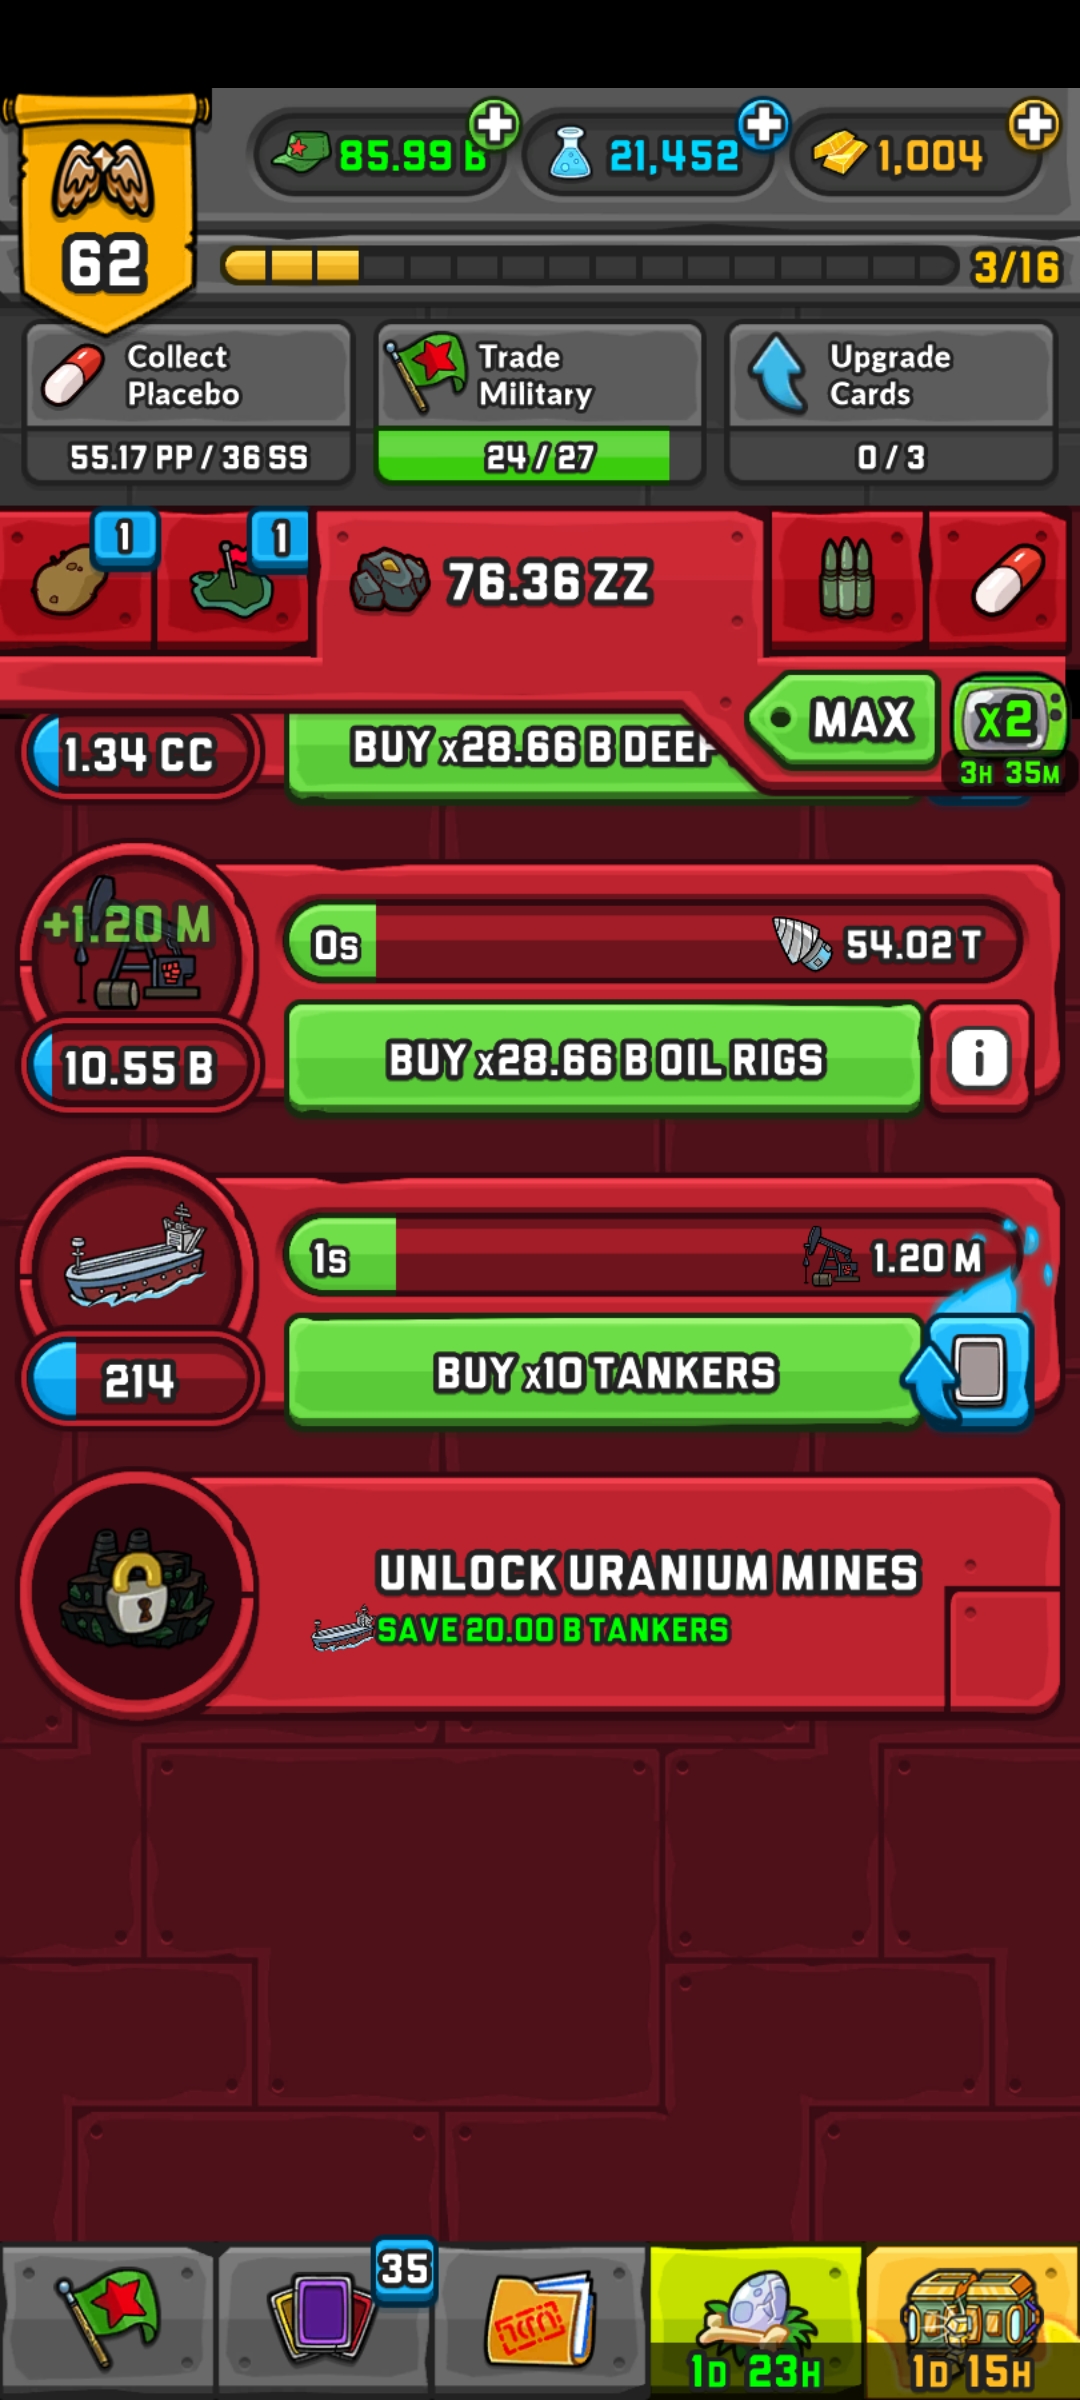 62
85.99 B
21,452
1,004
3/16
Collect
Placebo
Trade
Military
Upgrade
Cards
55.17 PP / 36 SS
24 / 27
0 / 3
1
1
76.36 ZZ
MAX
x2
3H 35M
1.34 CC
BUY x28.66 B DEEP
+1.20 M
0s
54.02 T
10.55 B
BUY x28.66 B OIL RIGS
i
1s
1.20 M
214
BUY x10 TANKERS
UNLOCK URANIUM MINES
SAVE 20.00 B TANKERS
35
1D 23H
1D 15H